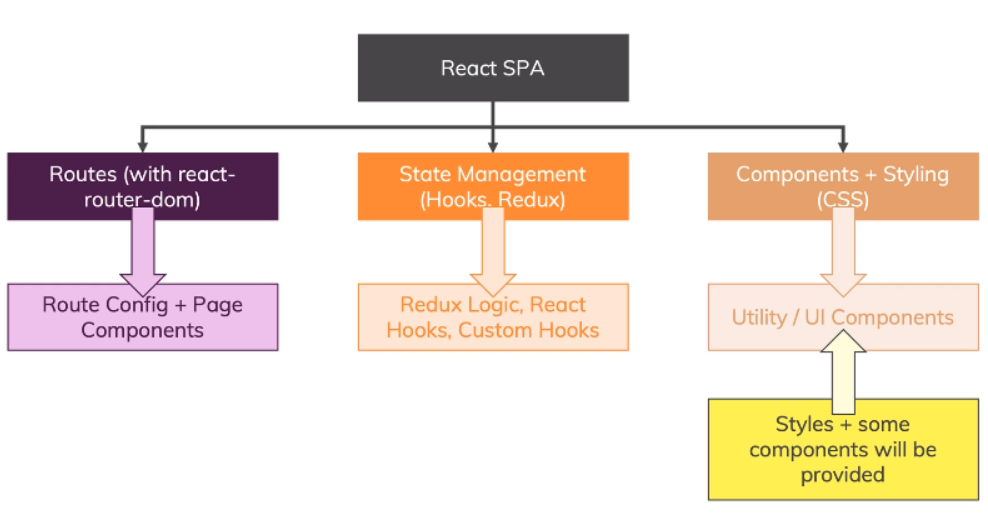 React SPA
Routes (with react-
router-dom)
State Management
(Hooks, Redux)
Components + Styling
(CSS)
Route Config + Page
Components
Redux Logic, React
Hooks, Custom Hooks
Utility / UI Components
Styles + some
components will be
provided